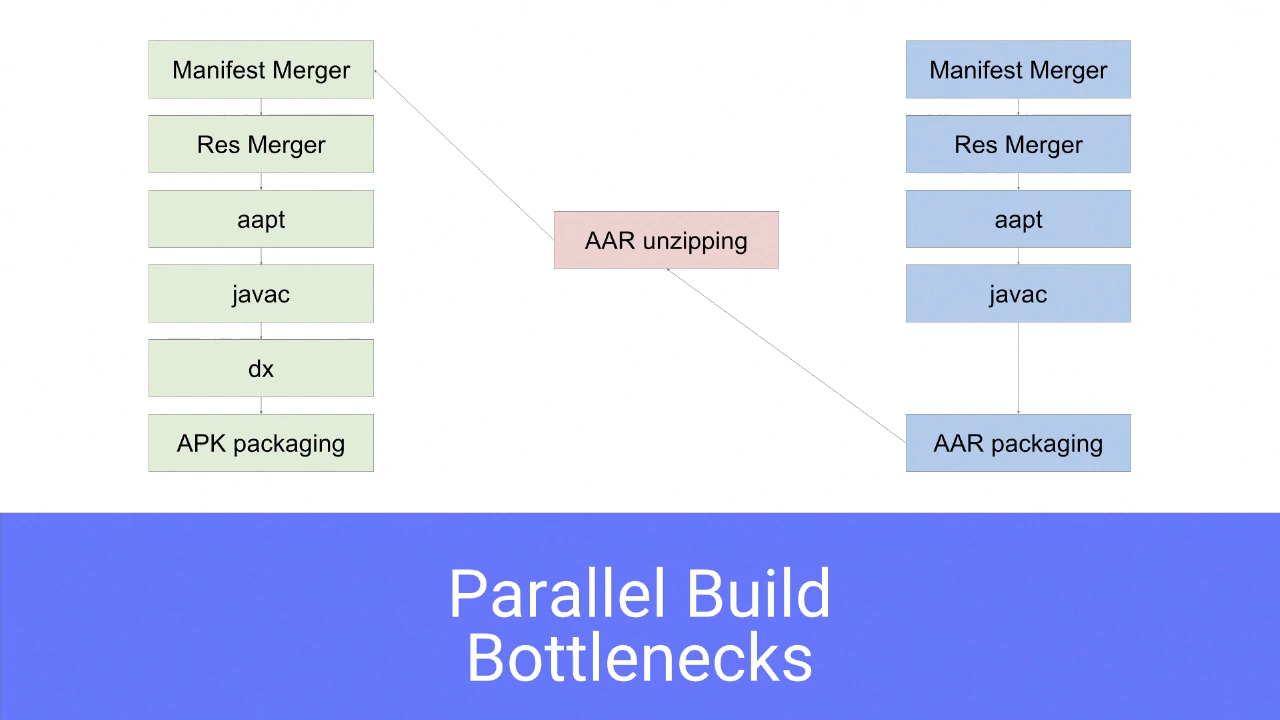 Manifest Merger
Res Merger
aapt
javac
dx
APK packaging
AAR unzipping
Manifest Merger
Res Merger
aapt
javac
AAR packaging
Parallel Build
Bottlenecks